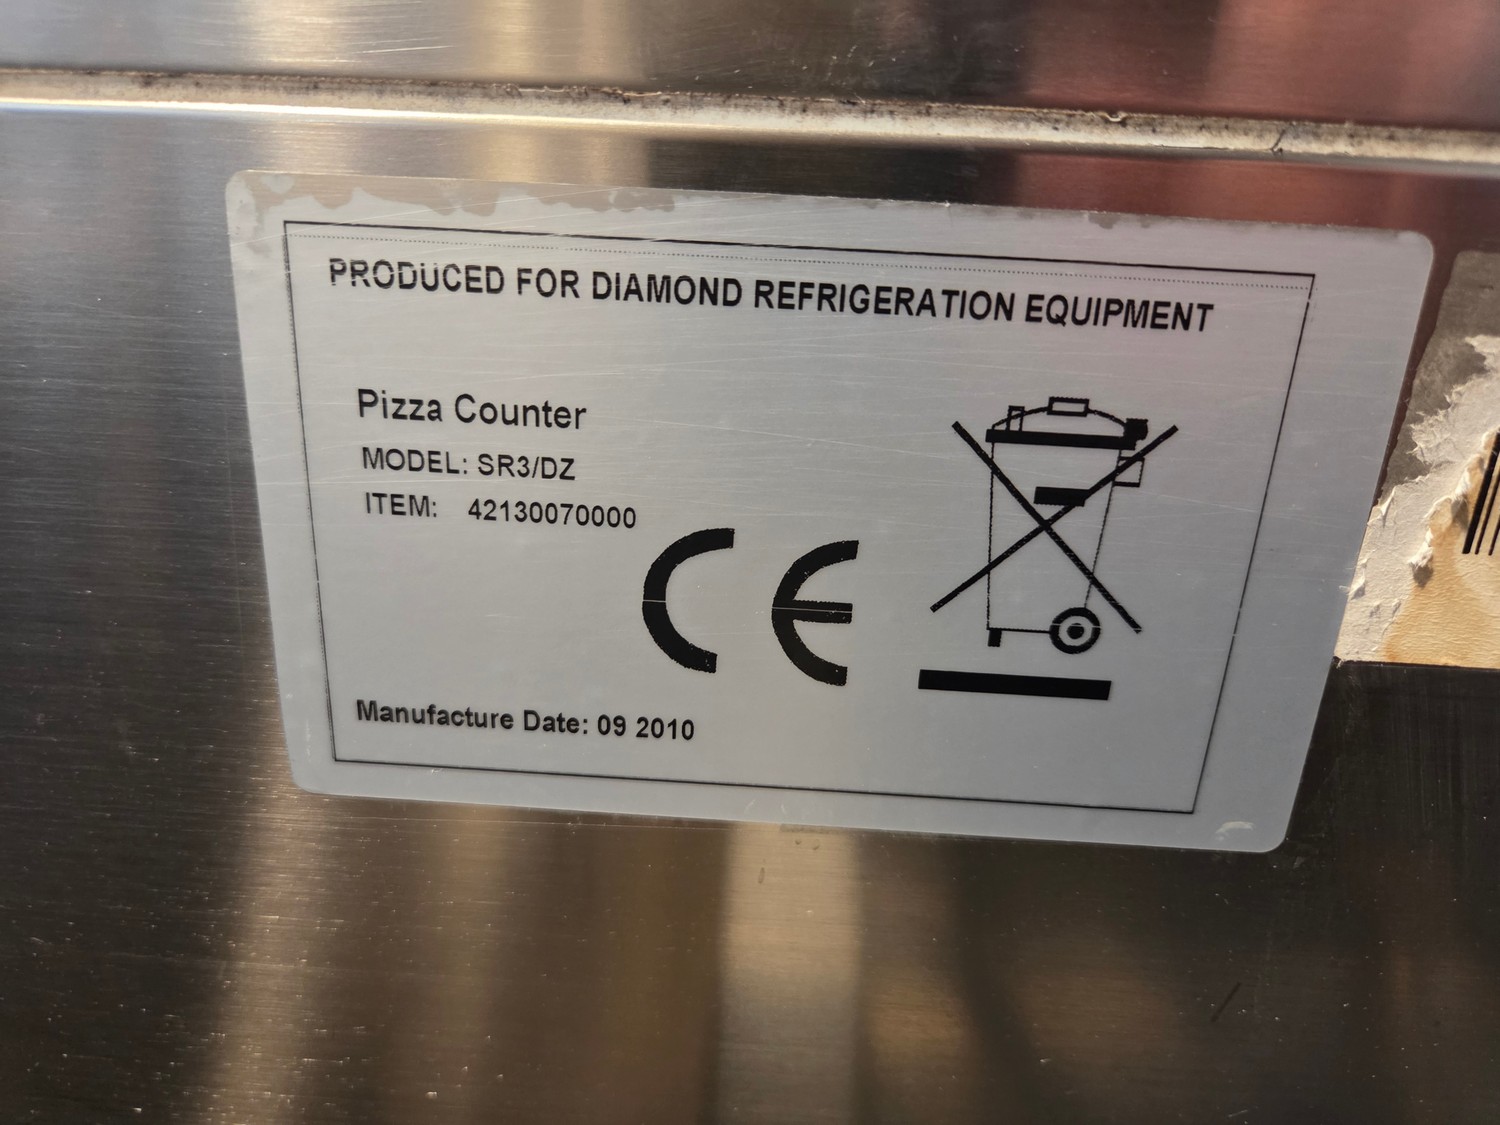 PRODUCED FOR DIAMOND REFRIGERATION EQUIPMENT
Pizza Counter
MODEL: SR3/DZ
ITEM: 42130070000
CE
Manufacture Date: 09 2010